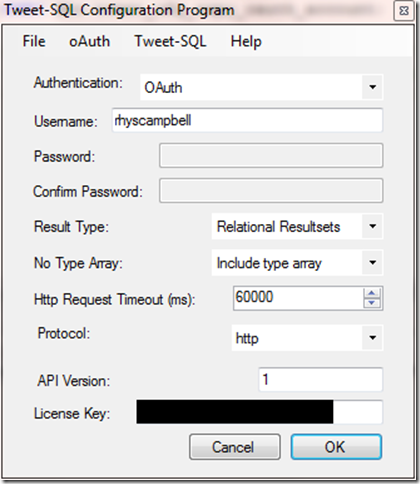 Tweet-SQL Configuration Program
File oAuth Tweet-SQL Help
Authentication: OAuth
Username: rhyscampbell
Password:
Confirm Password:
Result Type: Relational Resultsets
No Type Array: Include type array
Http Request Timeout (ms): 60000
Protocol: http
API Version: 1
License Key:
Cancel OK